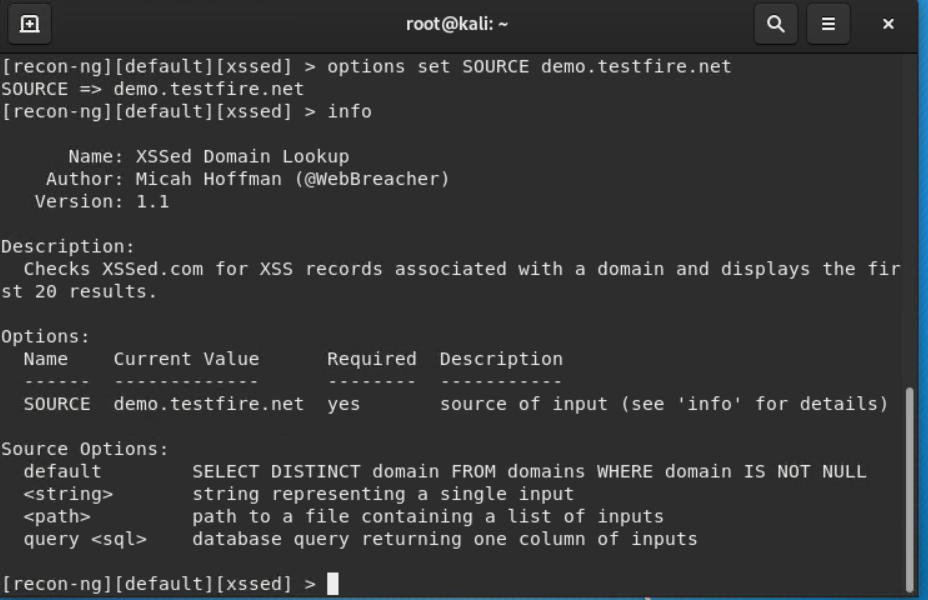 root@kali: ~
[recon-ng][default][xssed] > options set SOURCE demo.testfire.net
SOURCE => demo.testfire.net
[recon-ng][default][xssed] > info
      Name: XSSed Domain Lookup
    Author: Micah Hoffman (@WebBreacher)
   Version: 1.1
Description:
  Checks XSSed.com for XSS records associated with a domain and displays the fir
st 20 results.
Options:
  Name    Current Value      Required  Description
  ------  -------------      --------  -----------
  SOURCE  demo.testfire.net  yes       source of input (see 'info' for details)
Source Options:
  default        SELECT DISTINCT domain FROM domains WHERE domain IS NOT NULL
  <string>       string representing a single input
  <path>         path to a file containing a list of inputs
  query <sql>    database query returning one column of inputs
[recon-ng][default][xssed] >